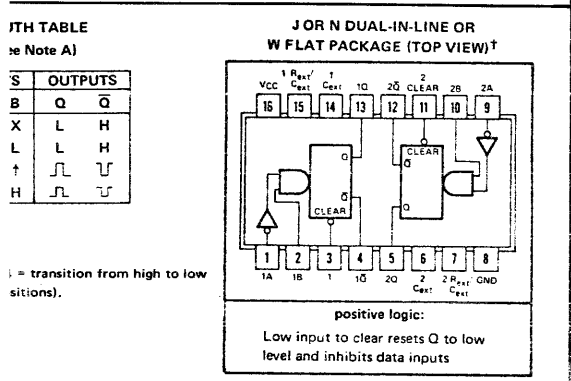 UTH TABLE
ee Note A)
S OUTPUTS
B Q Q̅
X L H
L L H
↑
H
= transition from high to low
sitions).
J OR N DUAL-IN-LINE OR
W FLAT PACKAGE (TOP VIEW)†
VCC 1 Rext/ Cext 1 Cext 1Q 2Q̅ 2 CLEAR 2B 2A
16 15 14 13 12 11 10 9
Q CLEAR Q̅
Q̅ Q
CLEAR
1 2 3 4 5 6 7 8
1A 1B 1 1Q̅ 2Q 2 Cext 2 Rext/ Cext GND
positive logic:
Low input to clear resets Q to low
level and inhibits data inputs